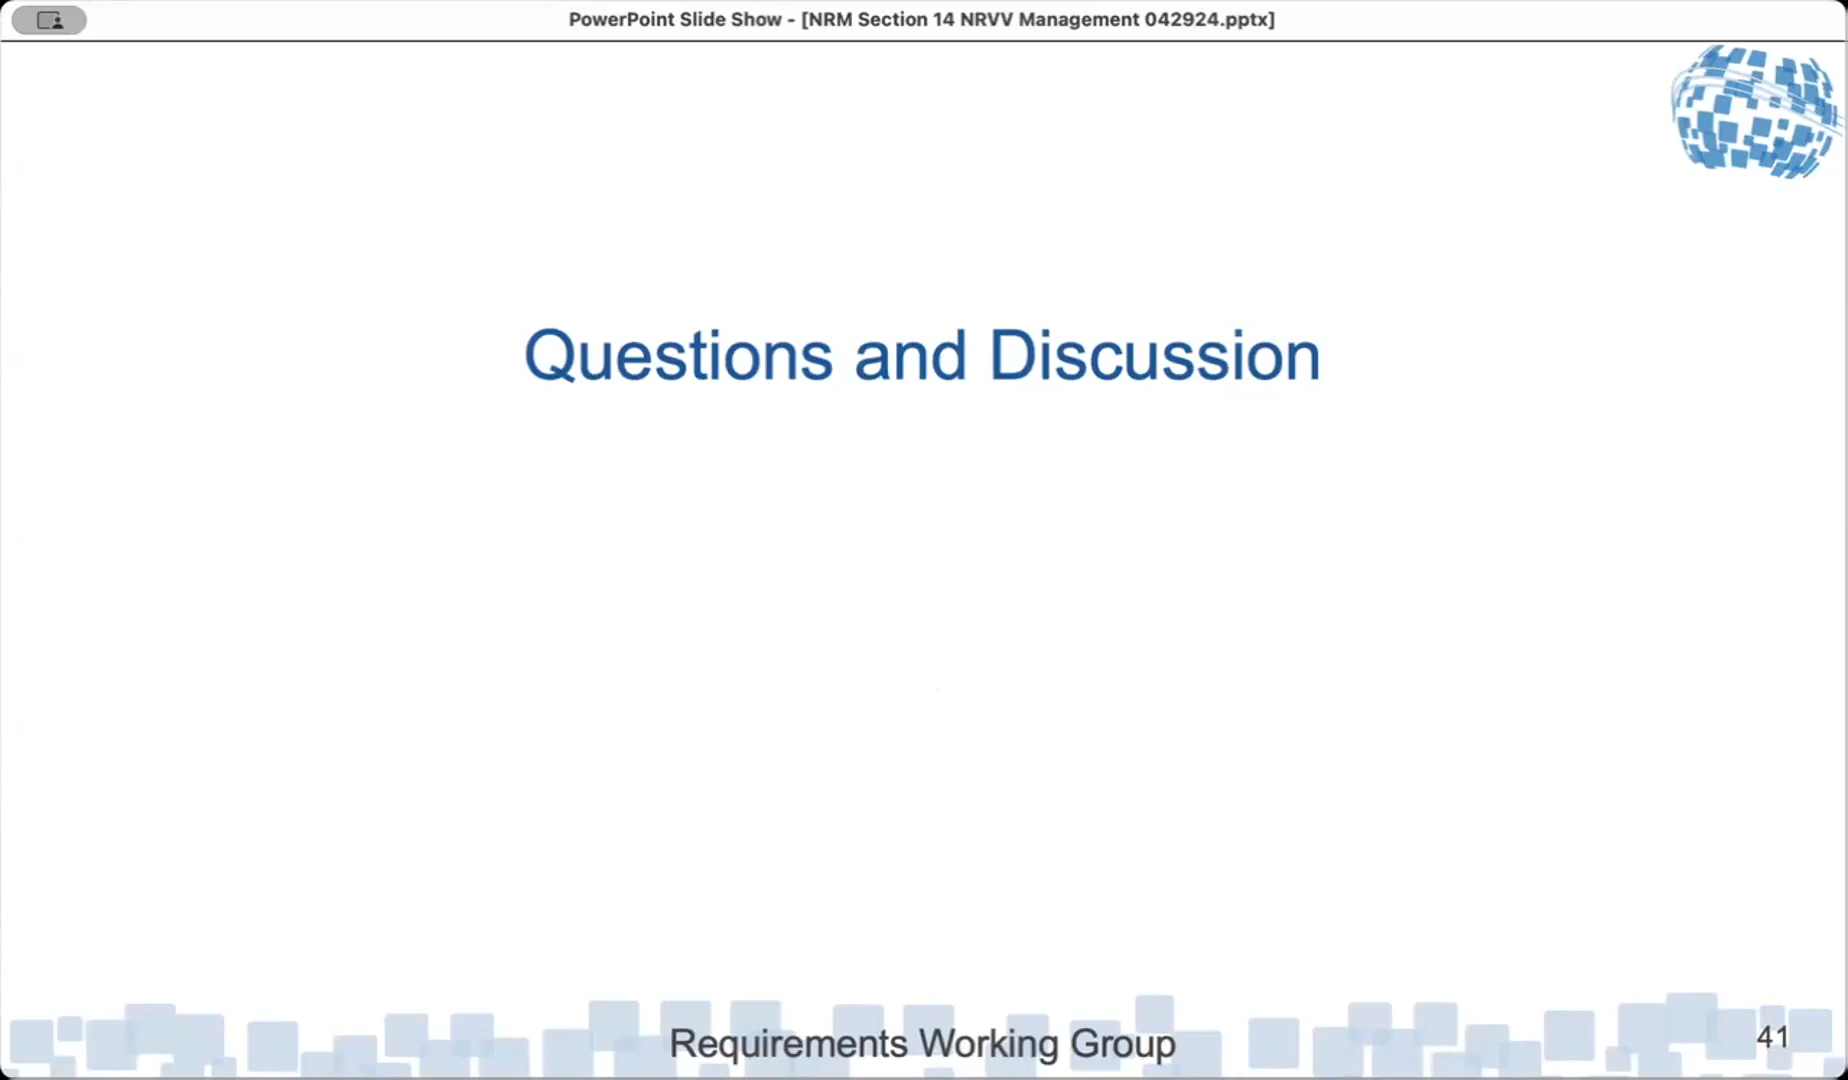 PowerPoint Slide Show - [NRM Section 14 NRVV Management 042924.pptx]
Questions and Discussion
Requirements Working Group
41